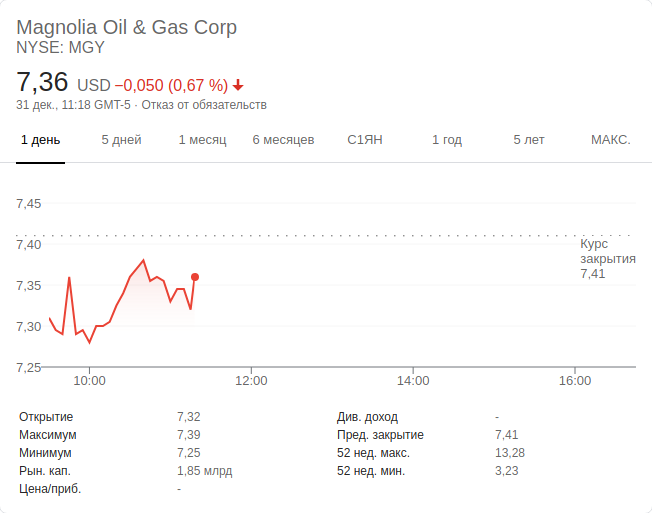 Magnolia Oil & Gas Corp
NYSE: MGY
7,36 USD −0,050 (0,67 %)
31 дек., 11:18 GMT-5 · Отказ от обязательств
1 день 5 дней 1 месяц 6 месяцев С1ЯН 1 год 5 лет МАКС.
7,45
7,40
Курс
закрытия
7,41
7,35
7,30
7,25
10:00 12:00 14:00 16:00
Открытие 7,32 Див. доход -
Максимум 7,39 Пред. закрытие 7,41
Минимум 7,25 52 нед. макс. 13,28
Рын. кап. 1,85 млрд 52 нед. мин. 3,23
Цена/приб. -